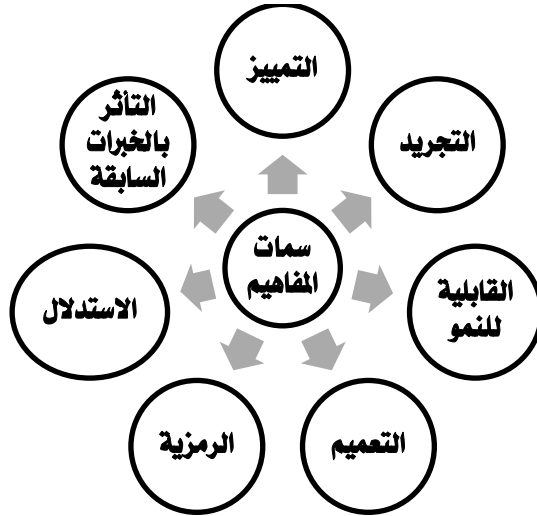 سمات
المفاهيم
التمييز
التجريد
القابلية
للنمو
التعميم
الرمزية
الاستدلال
التأثر
بالخبرات
السابقة